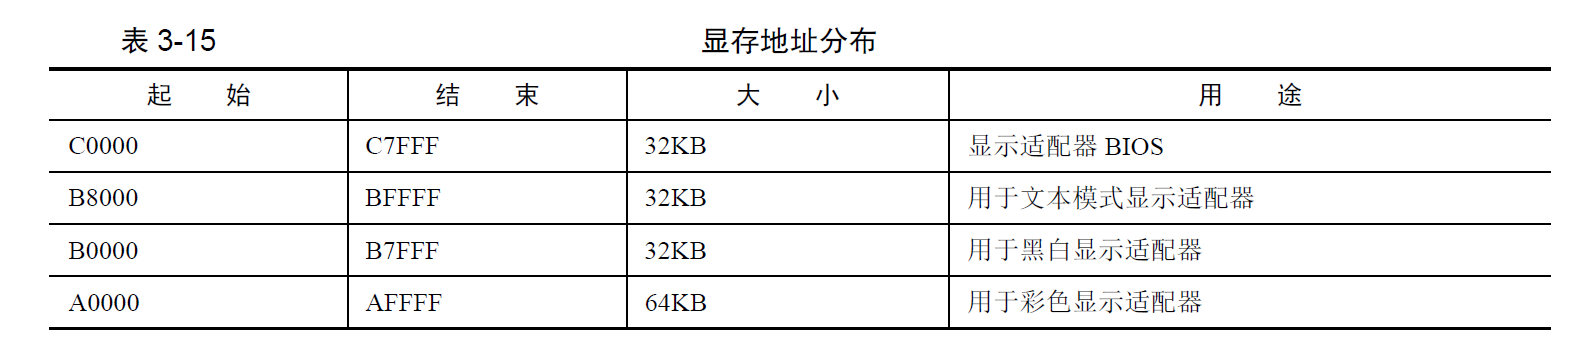 表 3-15 显存地址分布
起 始 结 束 大 小 用 途
C0000 C7FFF 32KB 显示适配器 BIOS
B8000 BFFFF 32KB 用于文本模式显示适配器
B0000 B7FFF 32KB 用于黑白显示适配器
A0000 AFFFF 64KB 用于彩色显示适配器